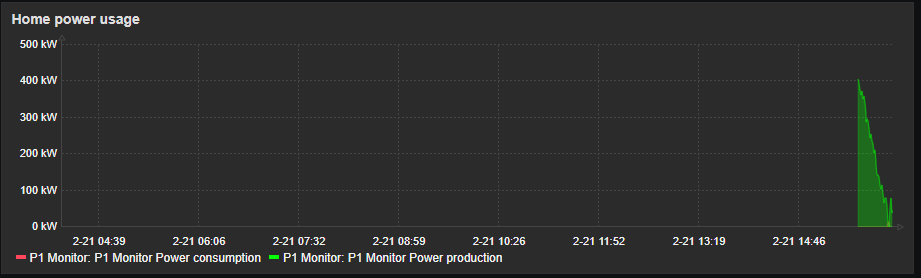 Home power usage
500 kW
400 kW
300 kW
200 kW
100 kW
0 kW
2-21 04:39 2-21 06:06 2-21 07:32 2-21 08:59 2-21 10:26 2-21 11:52 2-21 13:19 2-21 14:46
P1 Monitor: P1 Monitor Power consumption P1 Monitor: P1 Monitor Power production